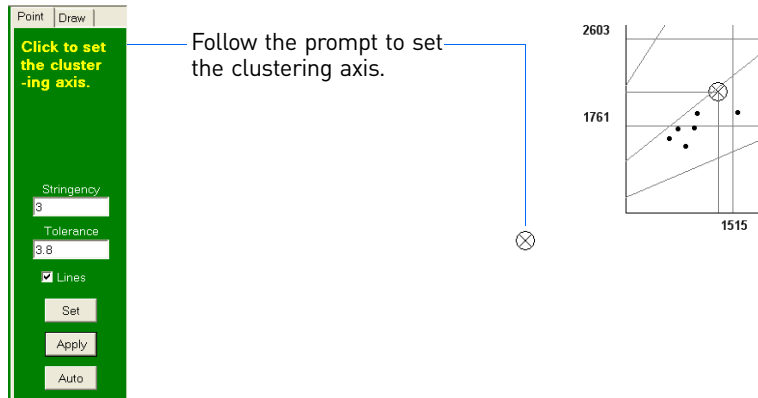 Point Draw
Click to set
the cluster
-ing axis.
Stringency
3
Tolerance
3.8
Lines
Set
Apply
Auto
Follow the prompt to set
the clustering axis.
2603
1761
1515